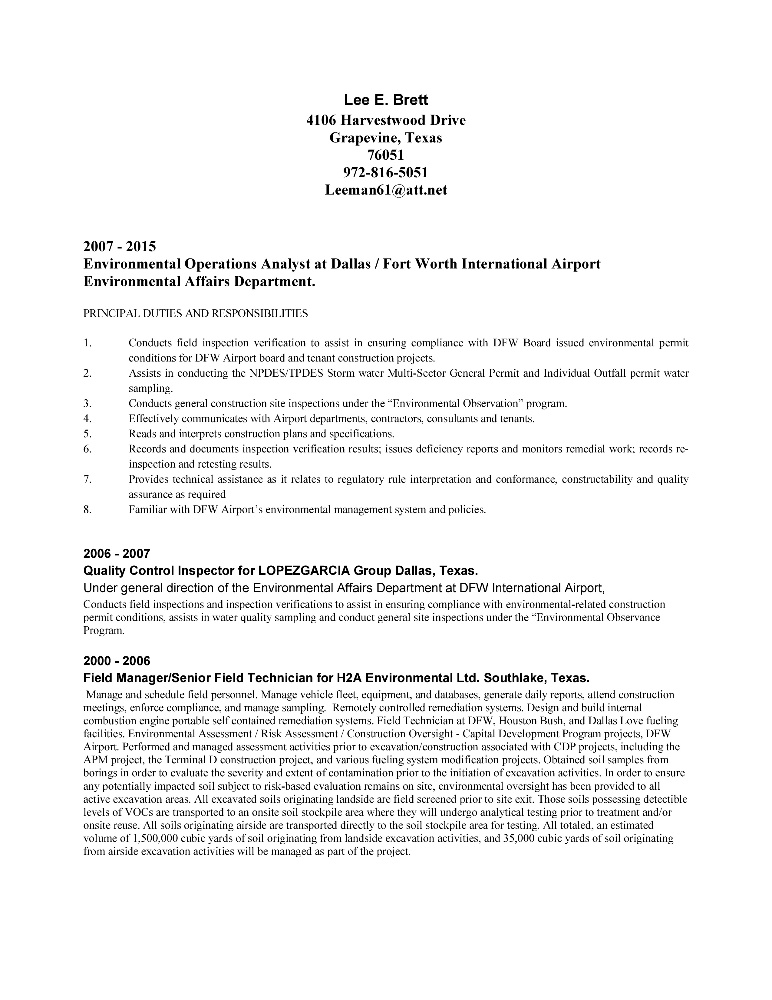 Lee E. Brett
4106 Harvestwood Drive
Grapevine, Texas
76051
972-816-5051
Leeman61@att.net
2007 - 2015
Environmental Operations Analyst at Dallas / Fort Worth International Airport
Environmental Affairs Department.
PRINCIPAL DUTIES AND RESPONSIBILITIES
1. Conducts field inspection verification to assist in ensuring compliance with DFW Board issued environmental permit
conditions for DFW Airport board and tenant construction projects.
2. Assists in conducting the NPDES/TPDES Storm water Multi-Sector General Permit and Individual Outfall permit water
sampling.
3. Conducts general construction site inspections under the “Environmental Observation” program.
4. Effectively communicates with Airport departments, contractors, consultants and tenants.
5. Reads and interprets construction plans and specifications.
6. Records and documents inspection verification results; issues deficiency reports and monitors remedial work; records re-
inspection and retesting results.
7. Provides technical assistance as it relates to regulatory rule interpretation and conformance, constructability and quality
assurance as required
8. Familiar with DFW Airport’s environmental management system and policies.
2006 - 2007
Quality Control Inspector for LOPEZGARCIA Group Dallas, Texas.
Under general direction of the Environmental Affairs Department at DFW International Airport,
Conducts field inspections and inspection verifications to assist in ensuring compliance with environmental-related construction
permit conditions, assists in water quality sampling and conduct general site inspections under the “Environmental Observance
Program.
2000 - 2006
Field Manager/Senior Field Technician for H2A Environmental Ltd. Southlake, Texas.
Manage and schedule field personnel. Manage vehicle fleet, equipment, and databases, generate daily reports, attend construction
meetings, enforce compliance, and manage sampling. Remotely controlled remediation systems. Design and build internal
combustion engine portable self contained remediation systems. Field Technician at DFW, Houston Bush, and Dallas Love fueling
facilities. Environmental Assessment / Risk Assessment / Construction Oversight - Capital Development Program projects, DFW
Airport. Performed and managed assessment activities prior to excavation/construction associated with CDP projects, including the
APM project, the Terminal D construction project, and various fueling system modification projects. Obtained soil samples from
borings in order to evaluate the severity and extent of contamination prior to the initiation of excavation activities. In order to ensure
any potentially impacted soil subject to risk-based evaluation remains on site, environmental oversight has been provided to all
active excavation areas. All excavated soils originating landside are field screened prior to site exit. Those soils possessing detectible
levels of VOCs are transported to an onsite soil stockpile area where they will undergo analytical testing prior to treatment and/or
onsite reuse. All soils originating airside are transported directly to the soil stockpile area for testing. All totaled, an estimated
volume of 1,500,000 cubic yards of soil originating from landside excavation activities, and 35,000 cubic yards of soil originating
from airside excavation activities will be managed as part of the project.